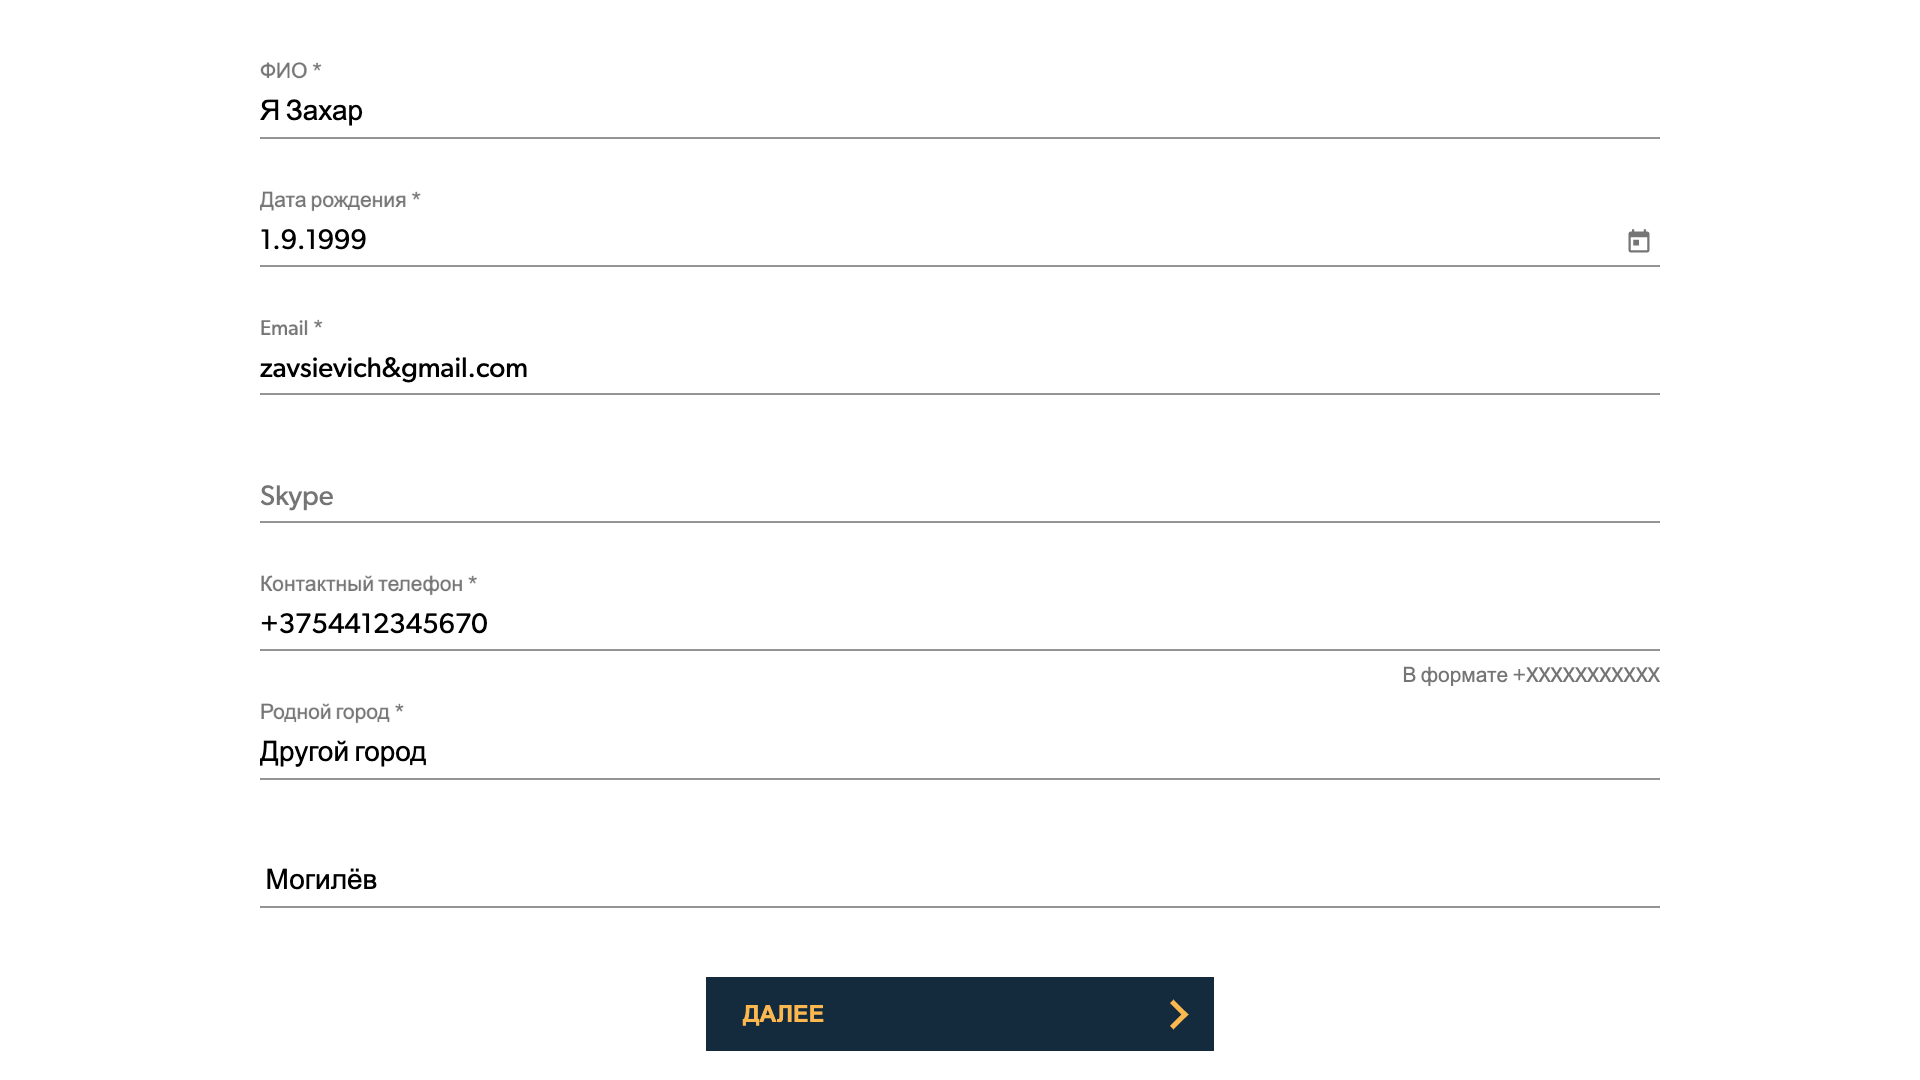 ФИО *
Я Захар
Дата рождения *
1.9.1999
Email *
zavsievich&gmail.com
Skype
Контактный телефон *
+3754412345670
В формате +XXXXXXXXXXX
Родной город *
Другой город
Могилёв
ДАЛЕЕ